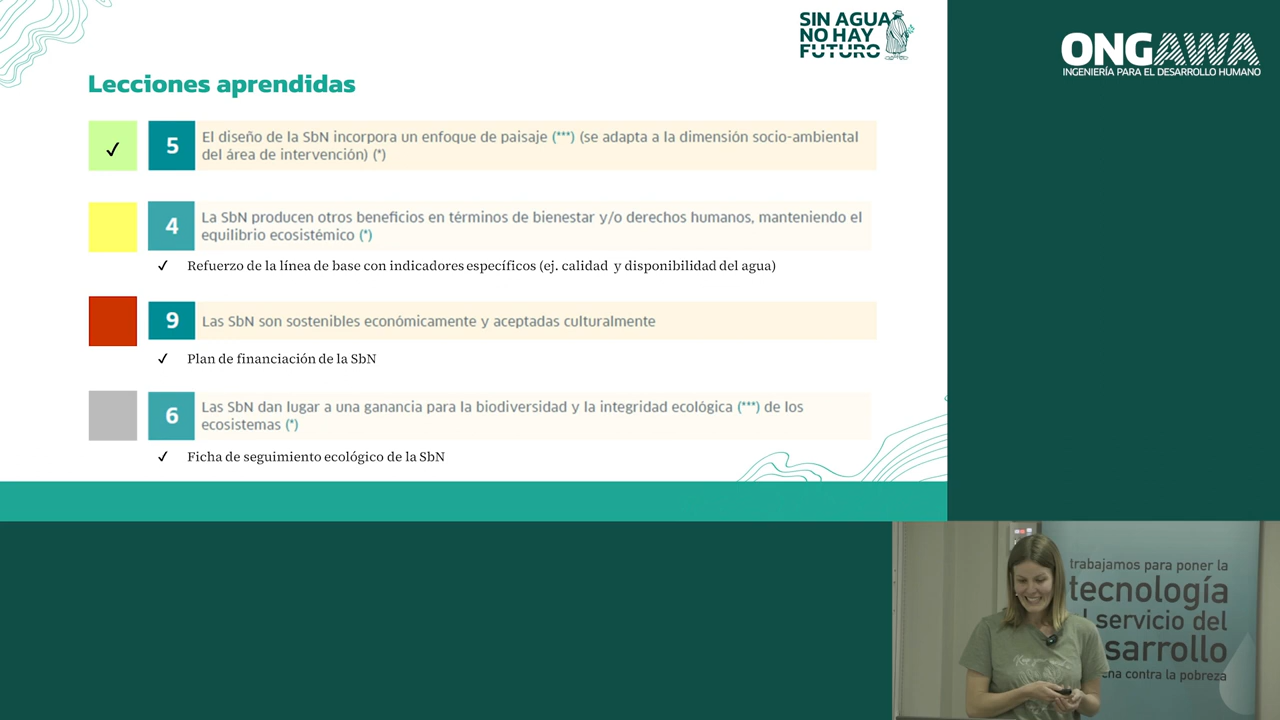 SIN AGUA
NO HAY
FUTURO
ONGAWA
INGENIERÍA PARA EL DESARROLLO HUMANO
Lecciones aprendidas
✓
5
El diseño de la SbN incorpora un enfoque de paisaje (***) (se adapta a la dimensión socio-ambiental
del área de intervención) (*)
4
La SbN producen otros beneficios en términos de bienestar y/o derechos humanos, manteniendo el
equilibrio ecosistémico (*)
✓ Refuerzo de la línea de base con indicadores específicos (ej. calidad y disponibilidad del agua)
9
Las SbN son sostenibles económicamente y aceptadas culturalmente
✓ Plan de financiación de la SbN
6
Las SbN dan lugar a una ganancia para la biodiversidad y la integridad ecológica (***) de los
ecosistemas (*)
✓ Ficha de seguimiento ecológico de la SbN
trabajamos para poner la
tecnología
servicio del
sarrollo
contra la pobreza